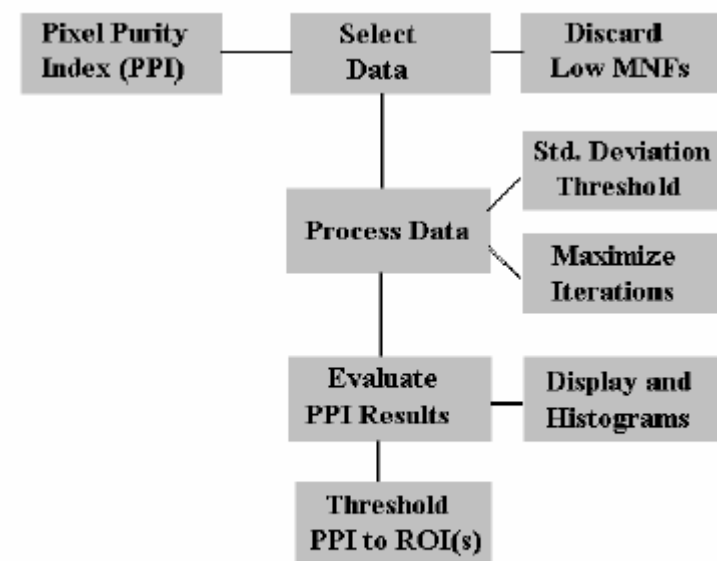 Pixel Purity
Index (PPI)
Select
Data
Discard
Low MNFs
Std. Deviation
Threshold
Process Data
Maximize
Iterations
Evaluate
PPI Results
Display and
Histograms
Threshold
PPI to ROI(s)